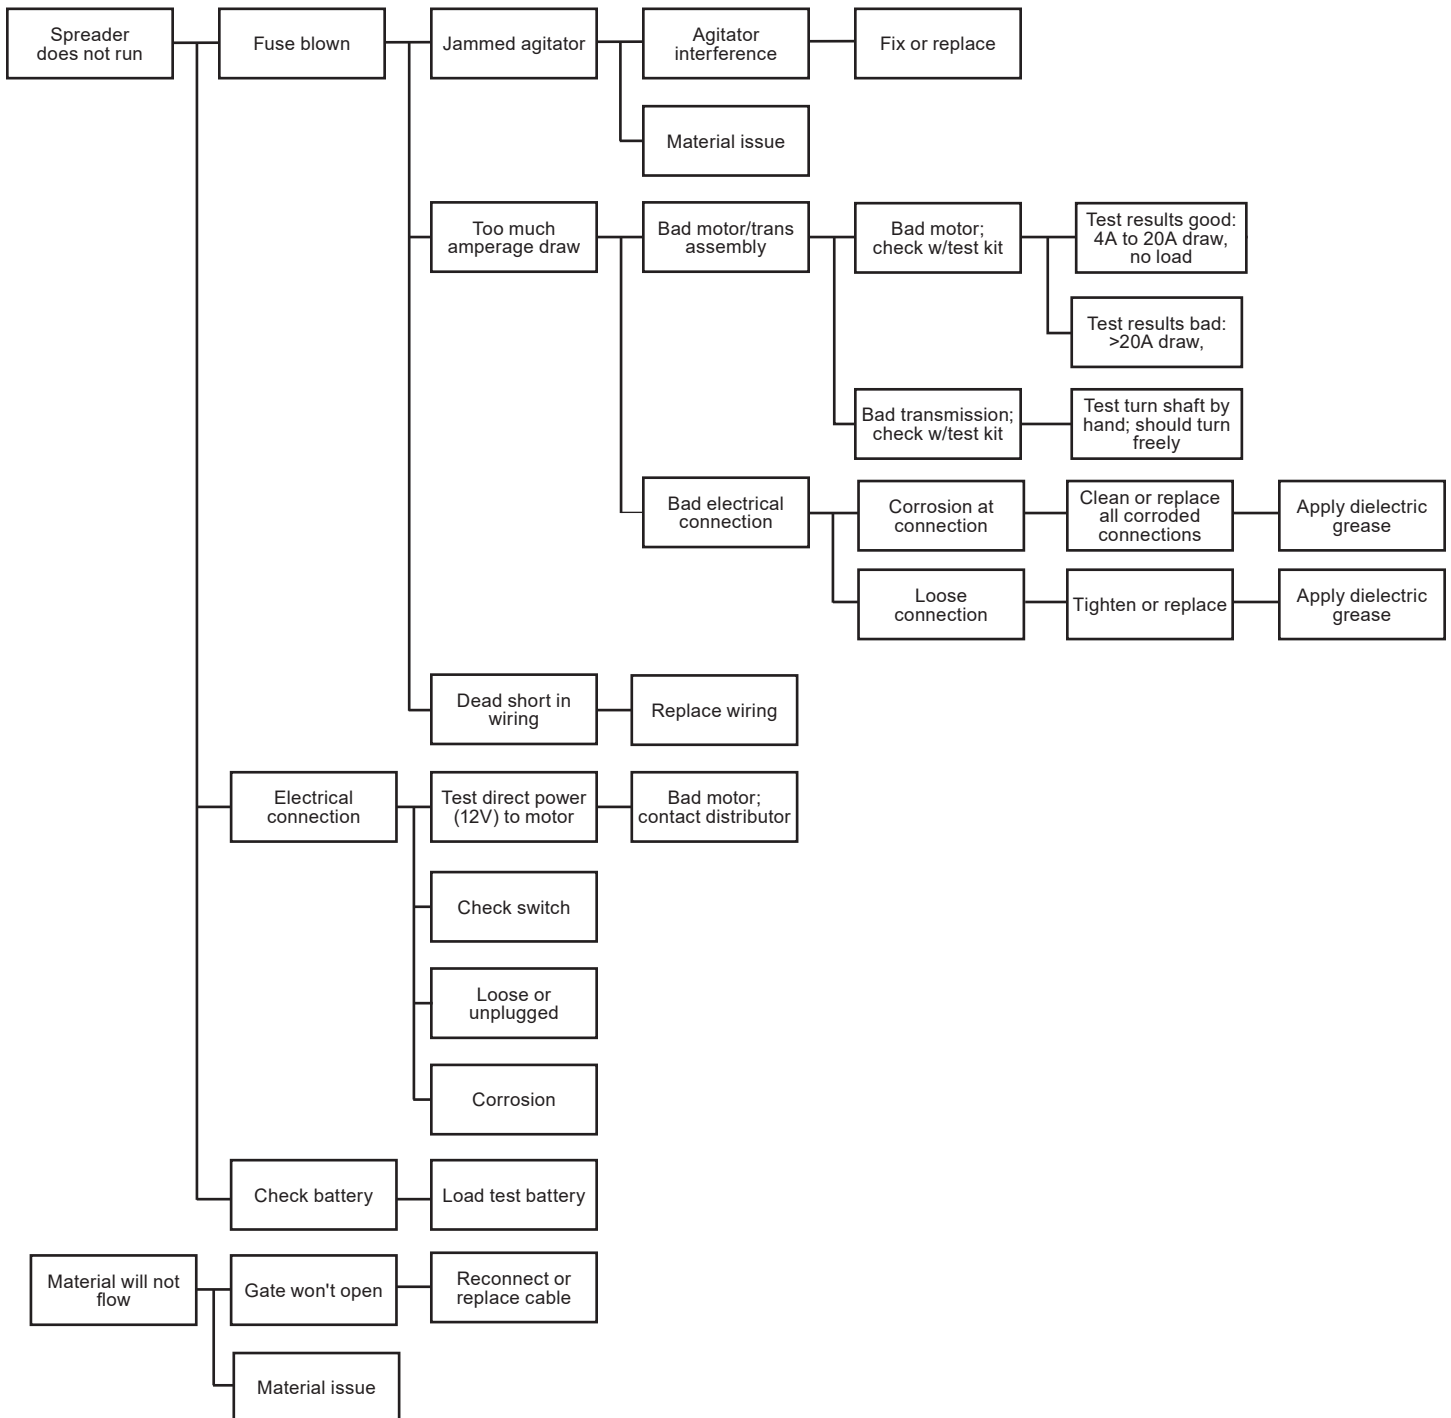 Spreader
does not run
Fuse blown
Jammed agitator
Agitator
interference
Fix or replace
Material issue
Too much
amperage draw
Bad motor/trans
assembly
Bad motor;
check w/test kit
Test results good:
4A to 20A draw,
no load
Test results bad:
>20A draw,
Bad transmission;
check w/test kit
Test turn shaft by
hand; should turn
freely
Bad electrical
connection
Corrosion at
connection
Clean or replace
all corroded
connections
Apply dielectric
grease
Loose
connection
Tighten or replace
Apply dielectric
grease
Dead short in
wiring
Replace wiring
Electrical
connection
Test direct power
(12V) to motor
Bad motor;
contact distributor
Check switch
Loose or
unplugged
Corrosion
Check battery
Load test battery
Material will not
flow
Gate won't open
Reconnect or
replace cable
Material issue